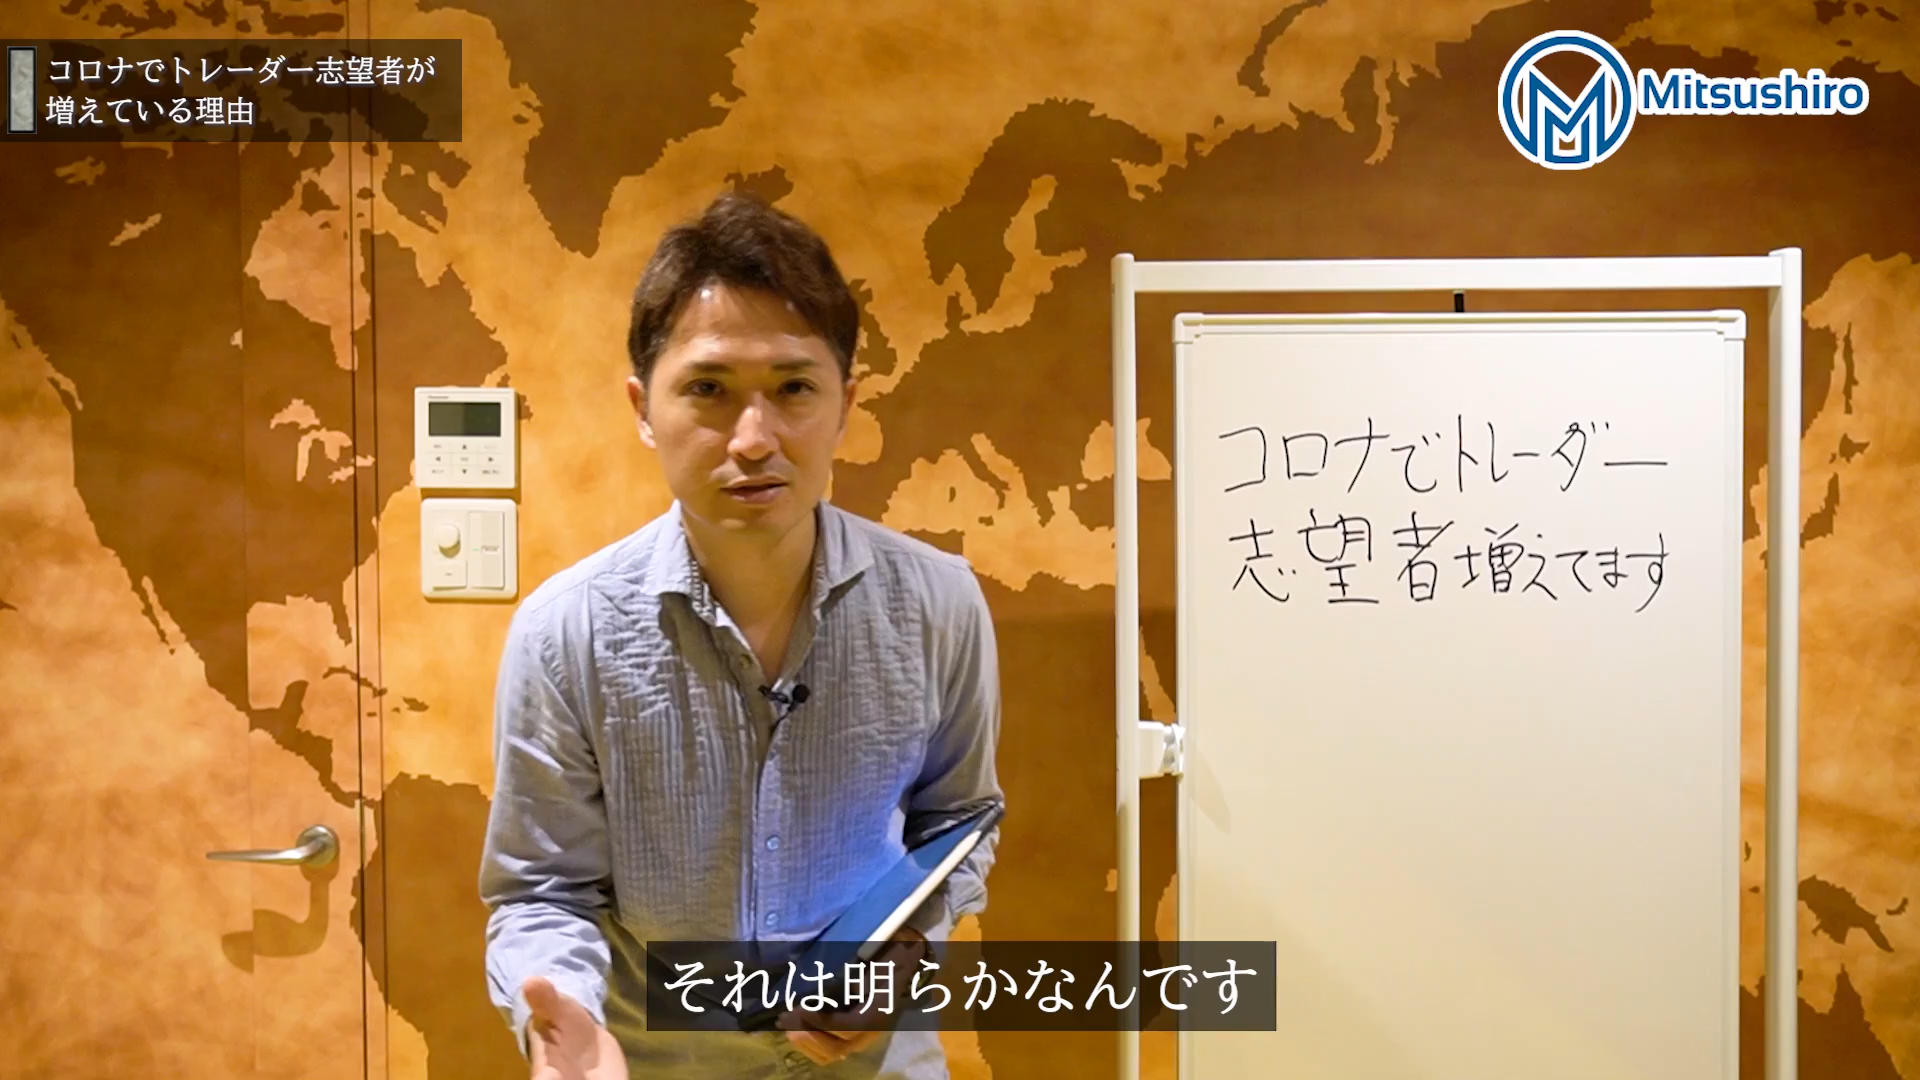 コロナでトレーダー志望者が
増えている理由
Mitsushiro
コロナでトレーダー
志望者増えてます
それは明らかなんです